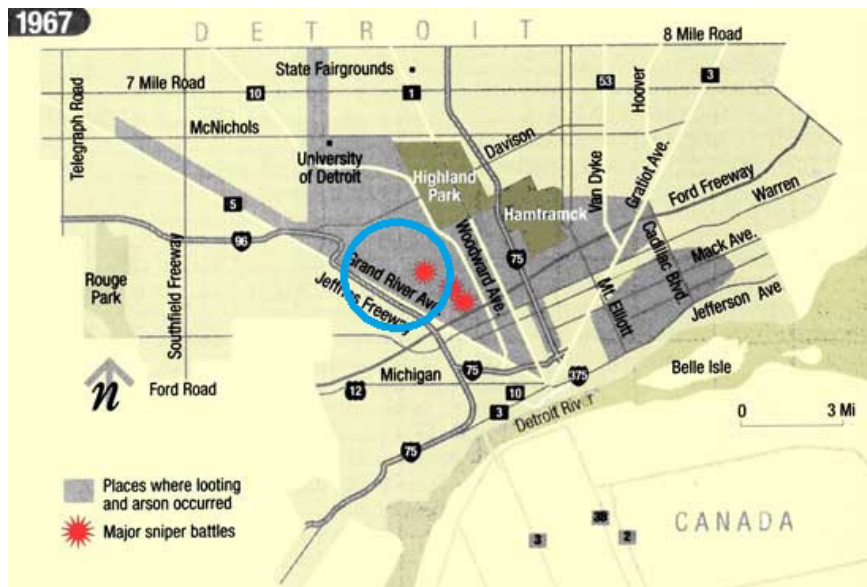 1967
DETROIT
8 Mile Road
State Fairgrounds
7 Mile Road
10
1
53
Hoover
3
Telegraph Road
McNichols
University
of Detroit
Davison
Highland
Park
Hamtramck
Van Dyke
Gratiot Ave.
Ford Freeway
Warren
5
96
Woodward Ave.
Cadillac Blvd.
Mack Ave.
Rouge
Park
Southfield Freeway
Grand River Ave.
Jeffries Freeway
75
Mt. Elliott
Jefferson Ave
n
Ford Road
12
Michigan
75
375
Belle Isle
10
3
Detroit River
0 3 Mi
75
Places where looting
and arson occurred
Major sniper battles
3B
3
2
CANADA